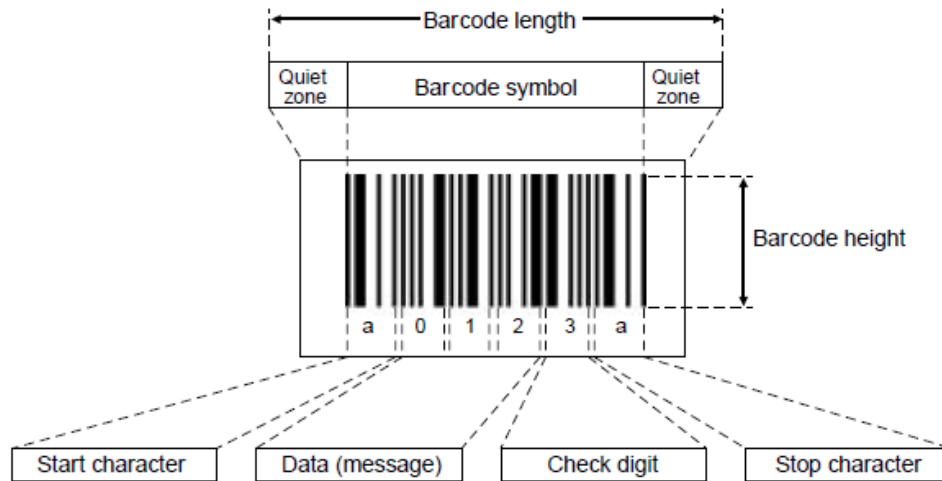 Barcode length
Quiet
zone
Barcode symbol
Quiet
zone
Barcode height
a 0 1 2 3 a
Start character
Data (message)
Check digit
Stop character